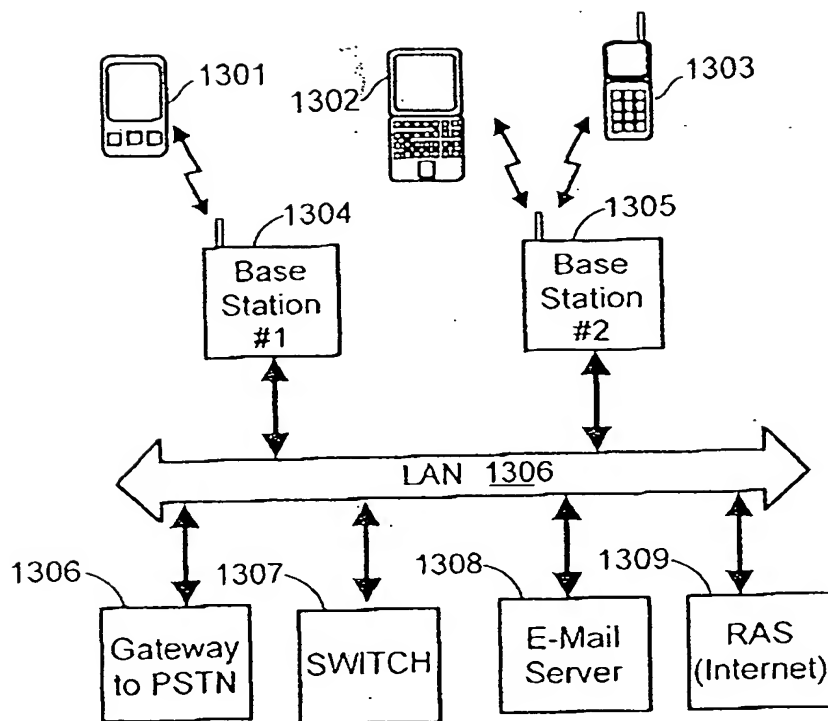 1301
1302
1303
1304
1305
Base
Station
#1
Base
Station
#2
LAN 1306
1306
1307
1308
1309
Gateway
to PSTN
SWITCH
E-Mail
Server
RAS
(Internet)